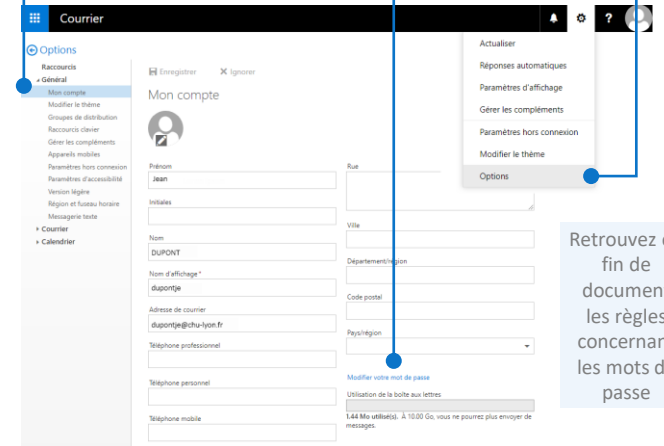 Courrier
?
Options
Raccourcis
Général
Mon compte
Modifier le thème
Groupes de distribution
Raccourcis clavier
Gérer les compléments
Appareils mobiles
Paramètres hors connexion
Paramètres d'accessibilité
Version légère
Région et fuseau horaire
Messagerie texte
Courrier
Calendrier
Enregistrer
Ignorer
Mon compte
Prénom
Jean
Initiales
Nom
DUPONT
Nom d'affichage *
dupontje
Adresse de courrier
dupontje@chu-lyon.fr
Téléphone professionnel
Téléphone personnel
Téléphone mobile
Rue
Ville
Département/région
Code postal
Pays/région
Modifier votre mot de passe
Utilisation de la boîte aux lettres
1.44 Mo utilisé(s). À 10.00 Go, vous ne pourrez plus envoyer de
messages.
Actualiser
Réponses automatiques
Paramètres d'affichage
Gérer les compléments
Paramètres hors connexion
Modifier le thème
Options
Retrouvez
fin de
documen
les règles
concernan
les mots d
passe